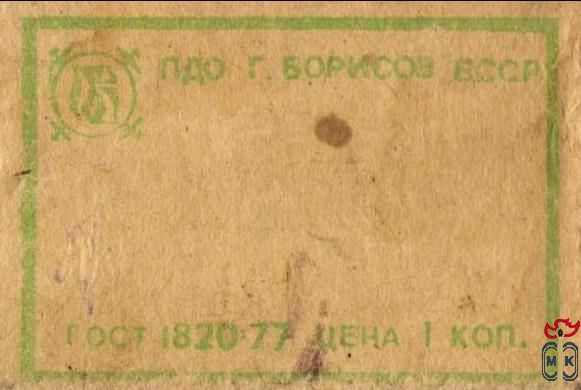 ПДО Г. БОРИСОВ БССР
ГОСТ 1820-77 ЦЕНА 1 КОП.
МК